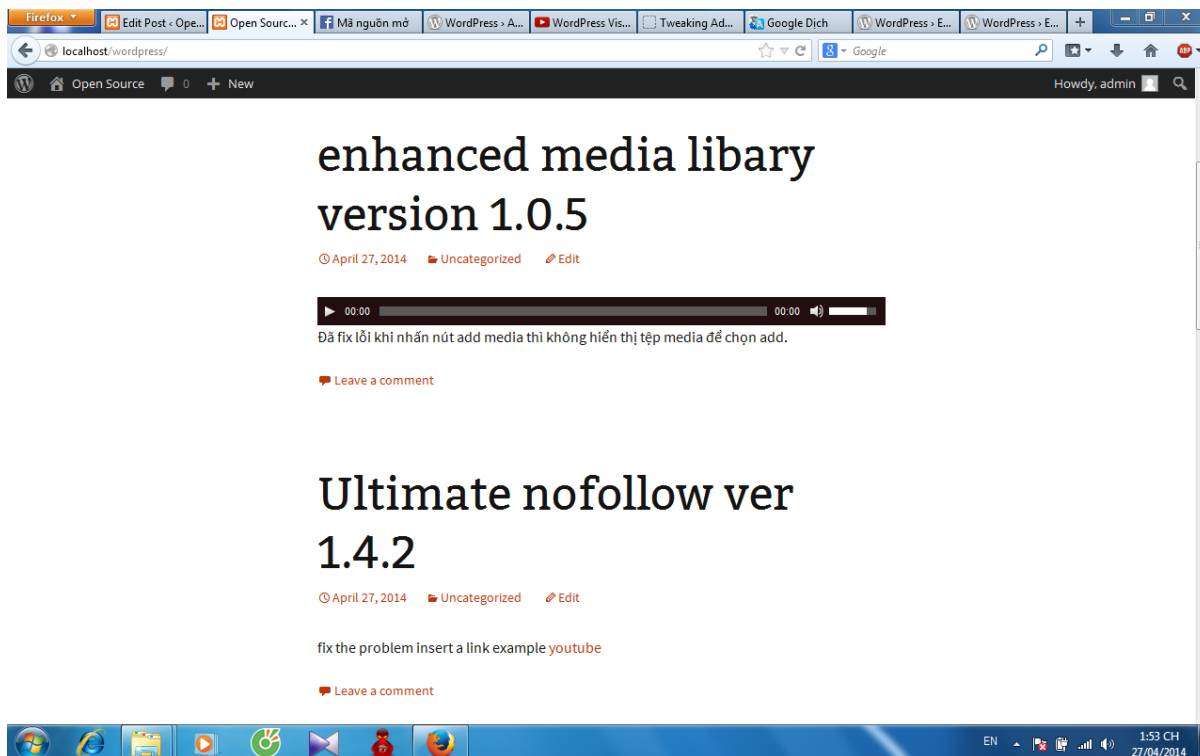 Firefox
Edit Post ‹ Ope...
Open Sourc...
Mã nguồn mở
WordPress › A...
WordPress Vis...
Tweaking Ad...
Google Dịch
WordPress › E...
WordPress › E...
localhost/wordpress/
Google
ABP
Open Source 0 + New
Howdy, admin
enhanced media libary
version 1.0.5
April 27, 2014 Uncategorized Edit
00:00 00:00
Đã fix lỗi khi nhấn nút add media thì không hiển thị tệp media để chọn add.
Leave a comment
Ultimate nofollow ver
1.4.2
April 27, 2014 Uncategorized Edit
fix the problem insert a link example youtube
Leave a comment
EN
1:53 CH
27/04/2014